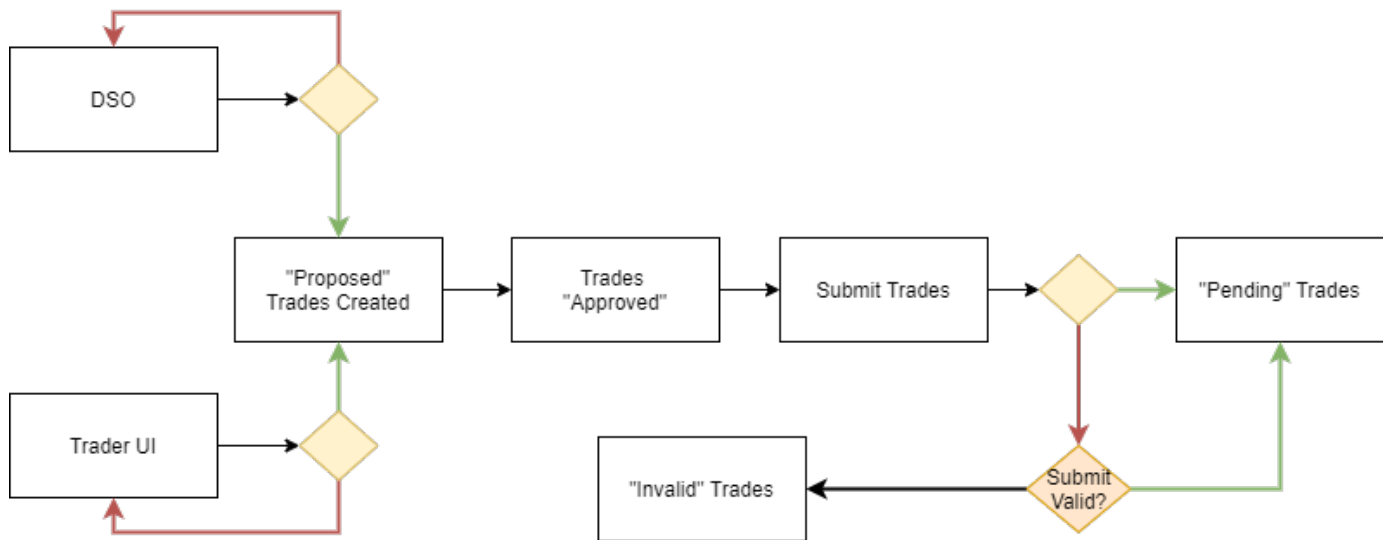 DSO
"Proposed"
Trades Created
Trades
"Approved"
Submit Trades
"Pending" Trades
Trader UI
"Invalid" Trades
Submit
Valid?